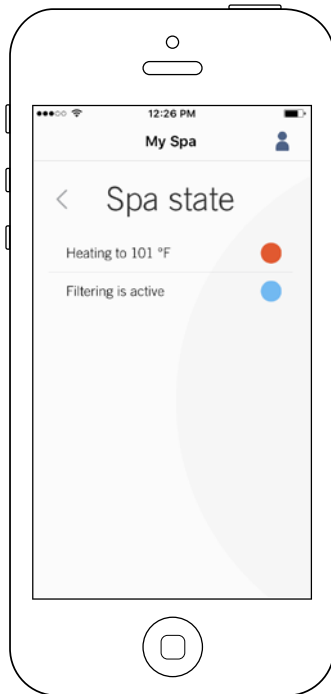 12:26 PM
My Spa
Spa state
Heating to 101 °F
Filtering is active